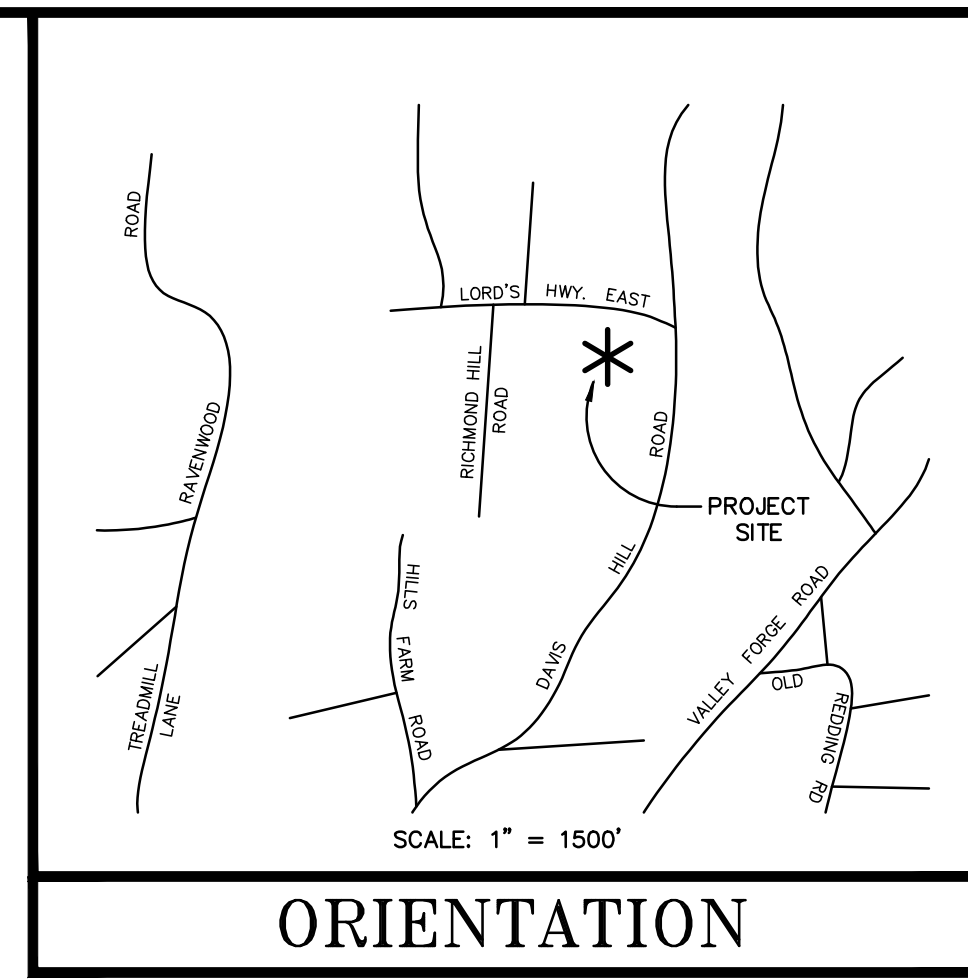 ROAD
RAVENWOOD
TREADMILL
LANE
LORD'S HWY. EAST
RICHMOND HILL
ROAD
HILLS FARM ROAD
DAVIS HILL ROAD
PROJECT
SITE
VALLEY FORGE ROAD
OLD REDDING RD
SCALE: 1" = 1500'
ORIENTATION